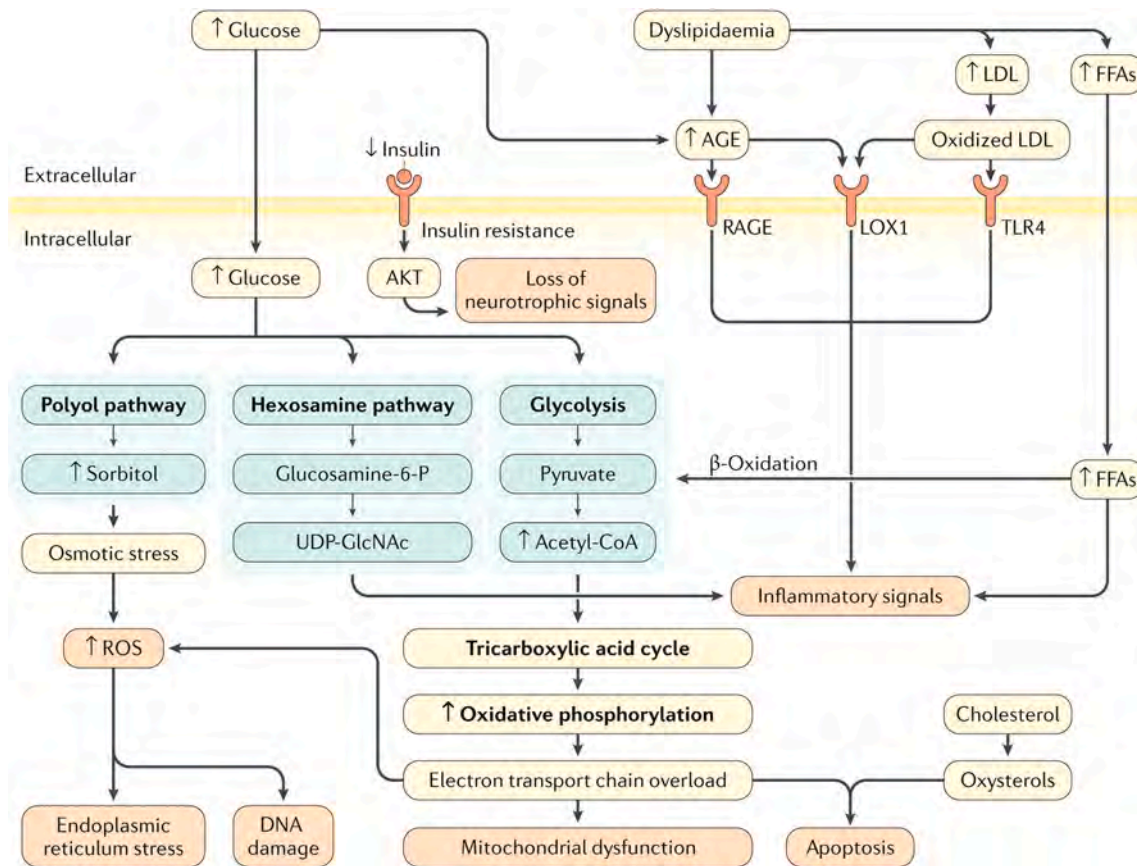 ↑ Glucose
Dyslipidaemia
↑ LDL
↑ FFAs
↑ AGE
Oxidized LDL
↓ Insulin
Extracellular
Intracellular
Insulin resistance
RAGE
LOX1
TLR4
↑ Glucose
AKT
Loss of
neurotrophic signals
Polyol pathway
Hexosamine pathway
Glycolysis
β-Oxidation
↑ Sorbitol
Glucosamine-6-P
Pyruvate
↑ FFAs
Osmotic stress
UDP-GlcNAc
↑ Acetyl-CoA
Inflammatory signals
↑ ROS
Tricarboxylic acid cycle
↑ Oxidative phosphorylation
Cholesterol
Electron transport chain overload
Oxysterols
Endoplasmic
reticulum stress
DNA
damage
Mitochondrial dysfunction
Apoptosis